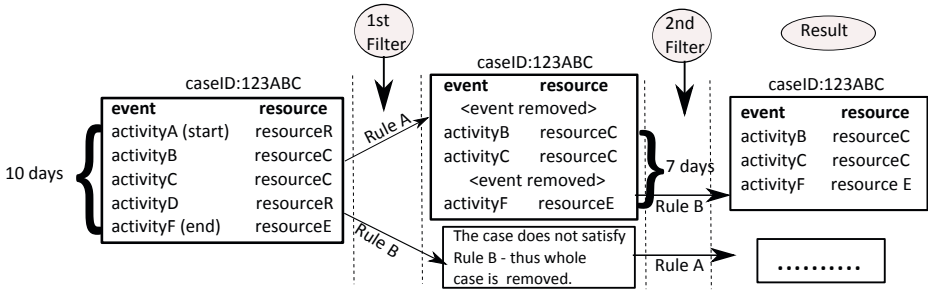 1st
Filter
2nd
Filter
Result
caseID:123ABC
event resource
activityA (start) resourceR
activityB resourceC
activityC resourceC
activityD resourceR
activityF (end) resourceE
10 days
Rule A
Rule B
caseID:123ABC
event resource
<event removed>
activityB resourceC
activityC resourceC
<event removed>
activityF resourceE
7 days
The case does not satisfy
Rule B - thus whole
case is removed.
Rule B
Rule A
caseID:123ABC
event resource
activityB resourceC
activityC resourceC
activityF resource E
..........